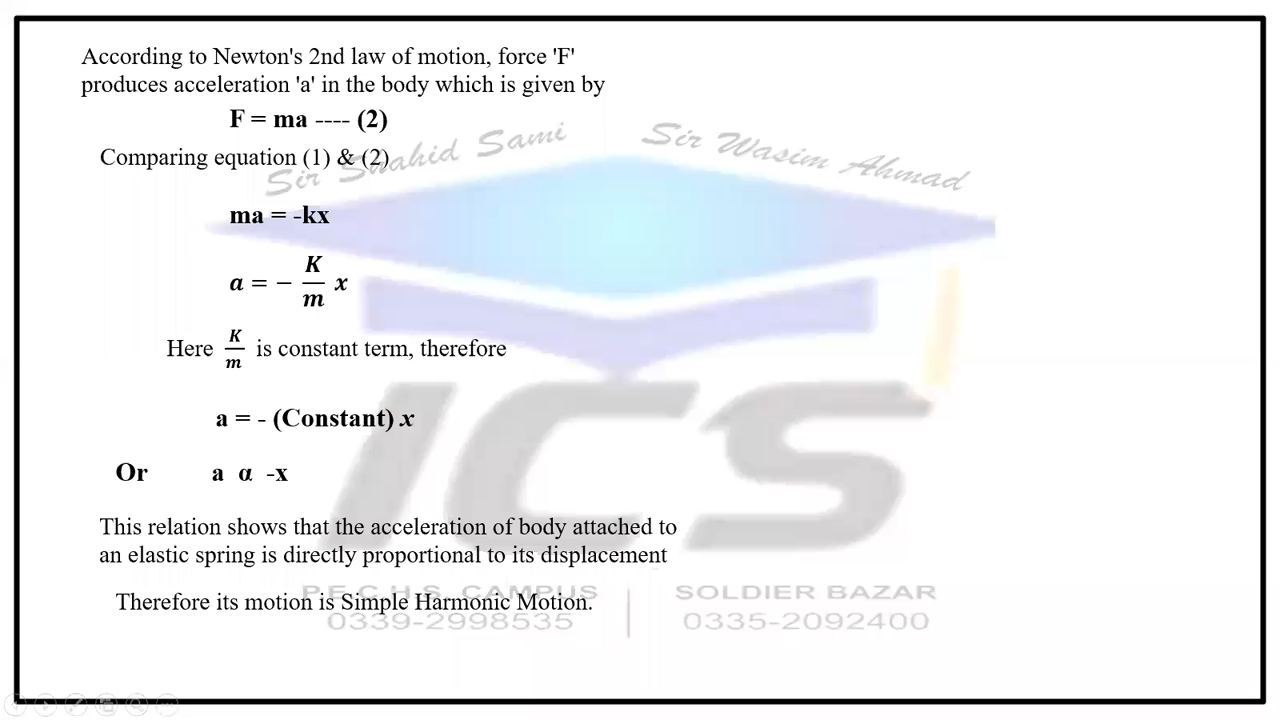 According to Newton's 2nd law of motion, force 'F'
produces acceleration 'a' in the body which is given by
F = ma ---- (2)
Sir Shahid Sami
Sir Wasim Ahmad
Comparing equation (1) & (2)
ma = -kx
a = − K/m x
Here K/m is constant term, therefore
a = - (Constant) x
Or a α -x
ICS
This relation shows that the acceleration of body attached to
an elastic spring is directly proportional to its displacement
P.E.C.H.S. CAMPUS
SOLDIER BAZAR
Therefore its motion is Simple Harmonic Motion.
0339-2998535
0335-2092400